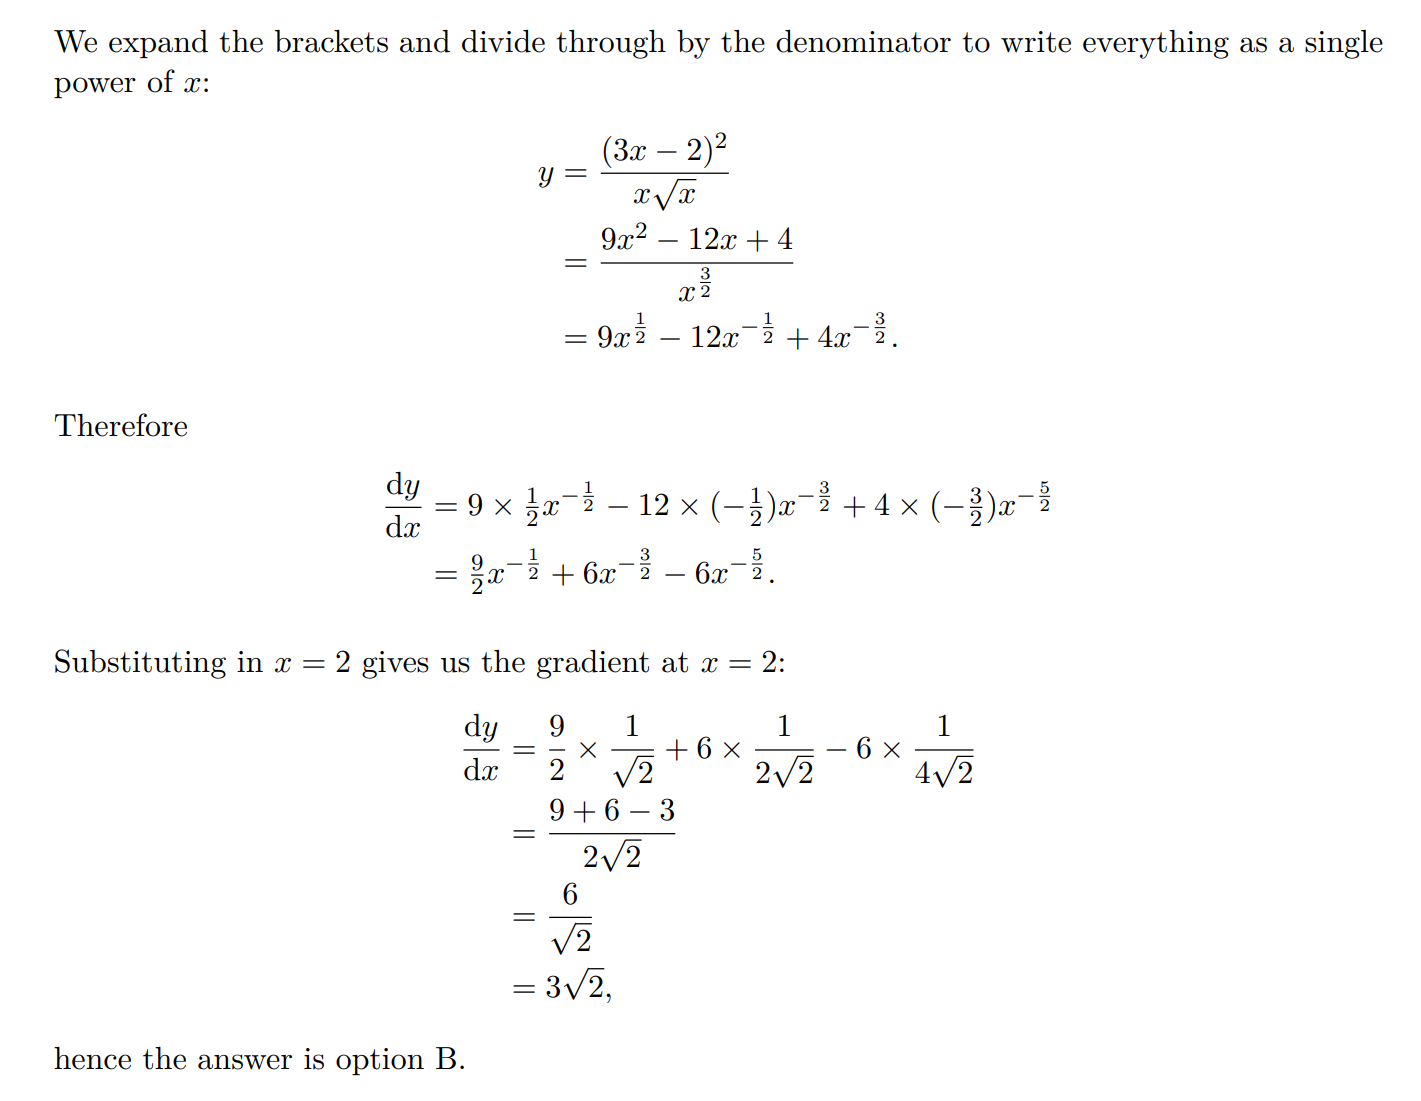 We expand the brackets and divide through by the denominator to write everything as a single
power of x:
y = \frac{(3x − 2)^2}{x\sqrt{x}}
= \frac{9x^2 − 12x + 4}{x^{\frac{3}{2}}}
= 9x^{\frac{1}{2}} − 12x^{−\frac{1}{2}} + 4x^{−\frac{3}{2}}.
Therefore
\frac{dy}{dx} = 9 × \frac{1}{2}x^{−\frac{1}{2}} − 12 × (−\frac{1}{2})x^{−\frac{3}{2}} + 4 × (−\frac{3}{2})x^{−\frac{5}{2}}
= \frac{9}{2}x^{−\frac{1}{2}} + 6x^{−\frac{3}{2}} − 6x^{−\frac{5}{2}}.
Substituting in x = 2 gives us the gradient at x = 2:
\frac{dy}{dx} = \frac{9}{2} × \frac{1}{\sqrt{2}} + 6 × \frac{1}{2\sqrt{2}} − 6 × \frac{1}{4\sqrt{2}}
= \frac{9 + 6 − 3}{2\sqrt{2}}
= \frac{6}{\sqrt{2}}
= 3\sqrt{2},
hence the answer is option B.